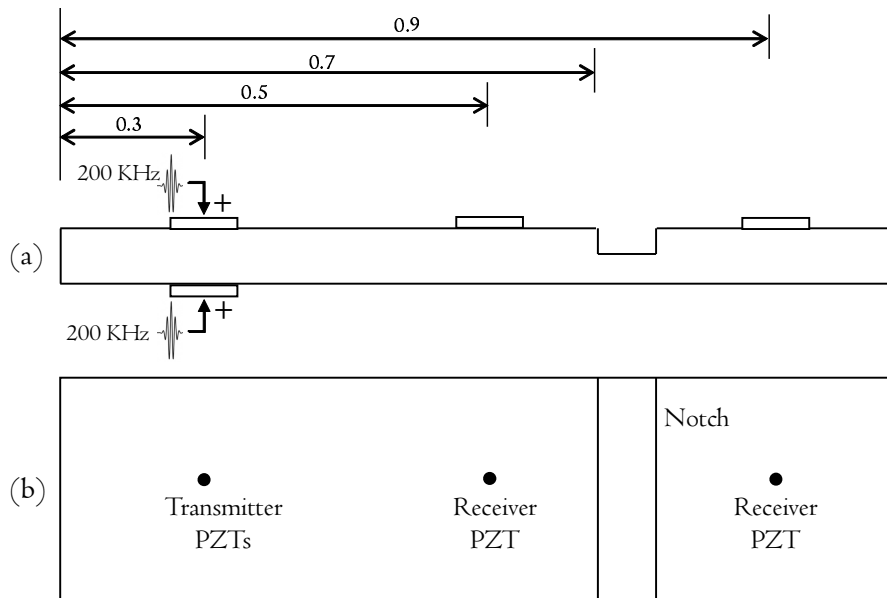 0.9
0.7
0.5
0.3
200 KHz
+
(a)
+
200 KHz
Notch
(b)
Transmitter
PZTs
Receiver
PZT
Receiver
PZT